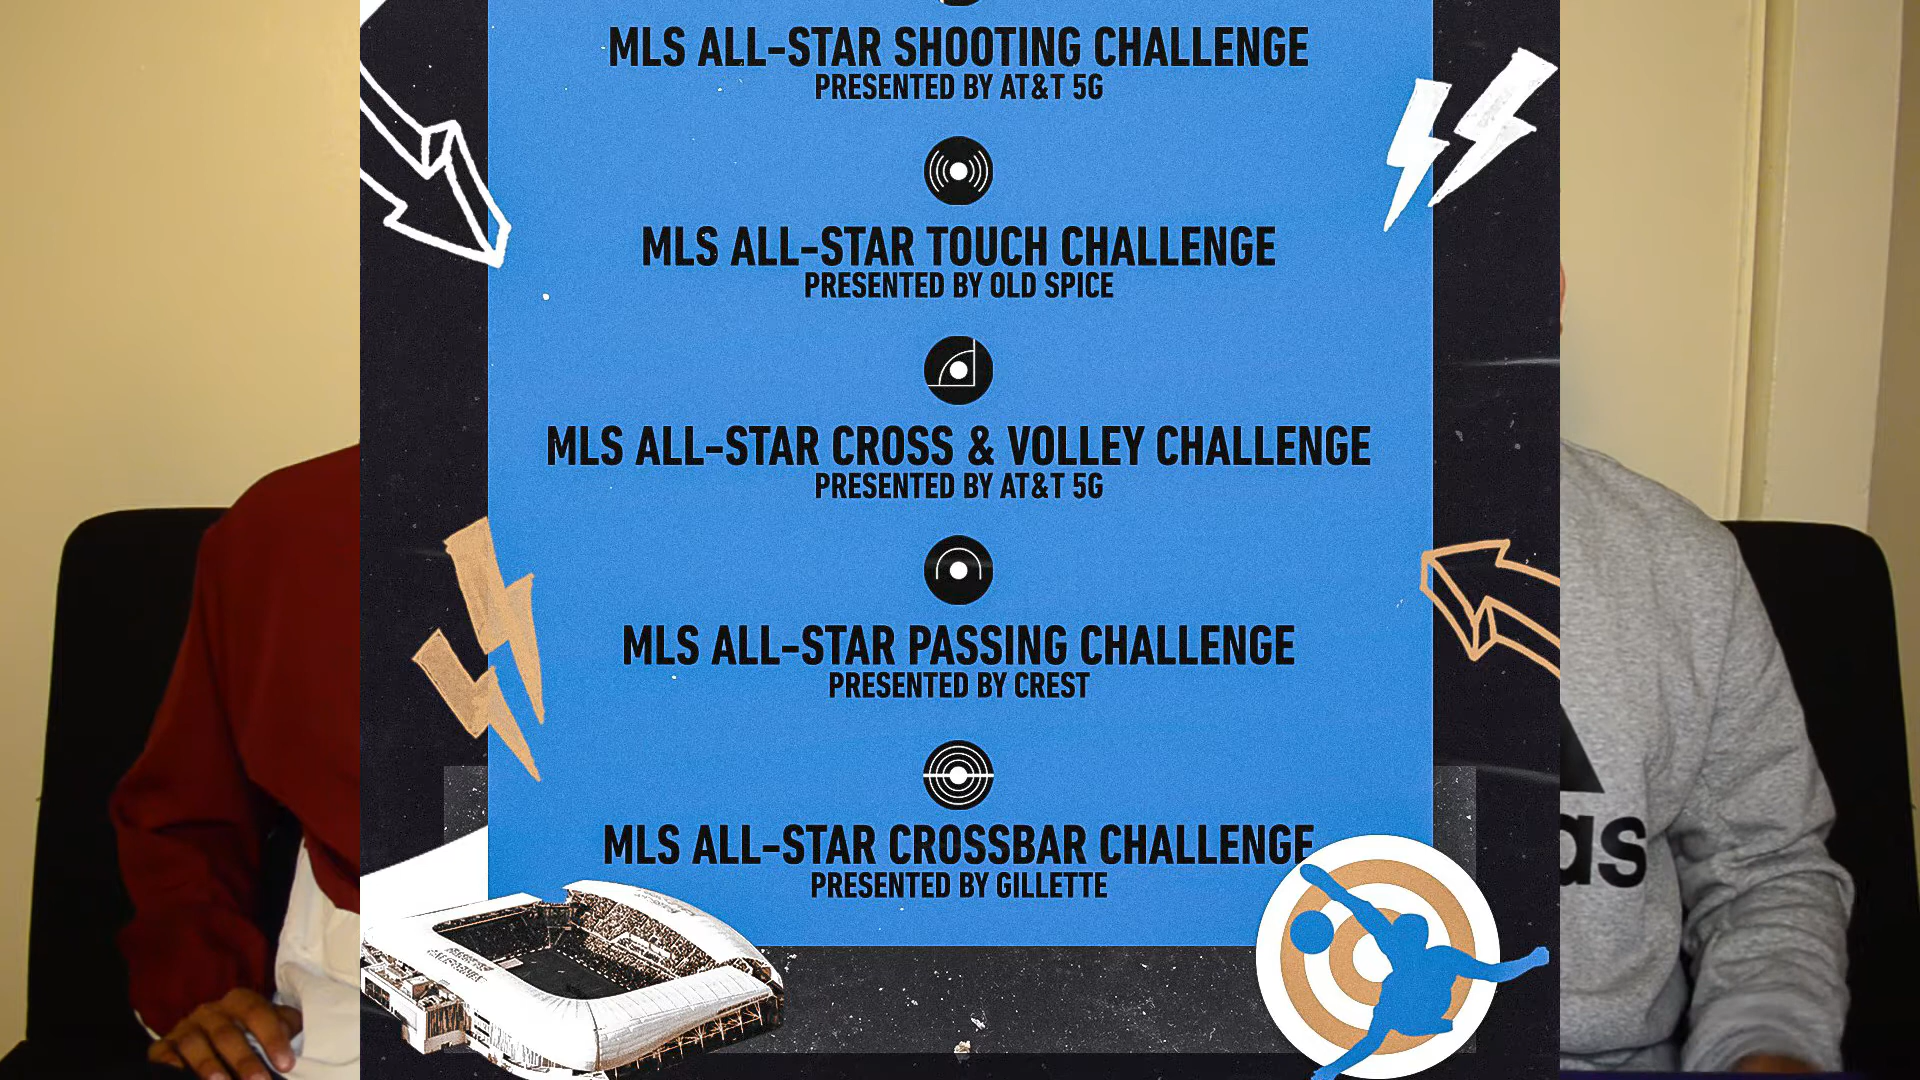 MLS ALL-STAR SHOOTING CHALLENGE
PRESENTED BY AT&T 5G
MLS ALL-STAR TOUCH CHALLENGE
PRESENTED BY OLD SPICE
MLS ALL-STAR CROSS & VOLLEY CHALLENGE
PRESENTED BY AT&T 5G
MLS ALL-STAR PASSING CHALLENGE
PRESENTED BY CREST
as
MLS ALL-STAR CROSSBAR CHALLENGE
PRESENTED BY GILLETTE